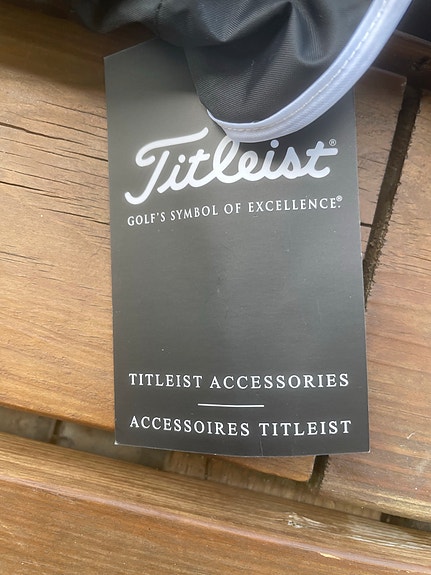 Titleist®
GOLF'S SYMBOL OF EXCELLENCE®
TITLEIST ACCESSORIES
ACCESSOIRES TITLEIST